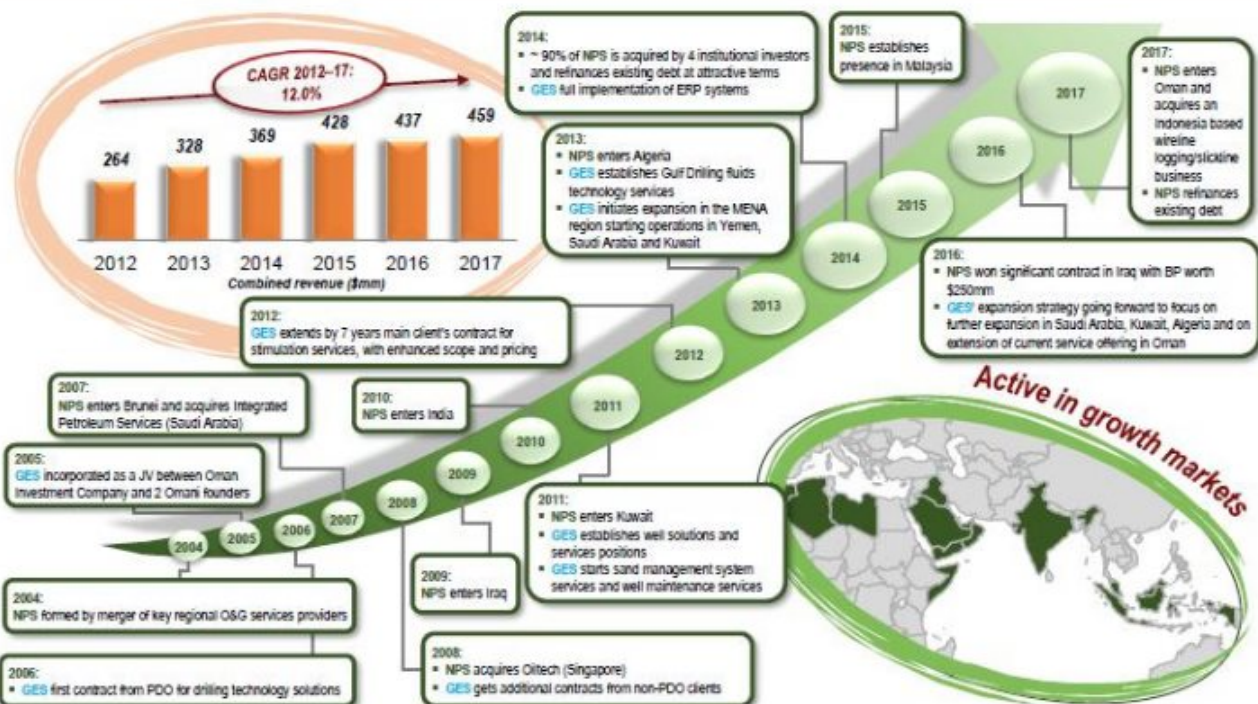 CAGR 2012–17:
12.0%
264
328
369
428
437
459
2012
2013
2014
2015
2016
2017
Combined revenue ($mm)
2014:
~ 90% of NPS is acquired by 4 institutional investors
and refinances existing debt at attractive terms
GES full implementation of ERP systems
2015:
NPS establishes
presence in Malaysia
2017:
NPS enters
Oman and
acquires an
Indonesia based
wireline
logging/slickline
business
NPS refinances
existing debt
2013:
NPS enters Algeria
GES establishes Gulf Drilling fluids
technology services
GES initiates expansion in the MENA
region starting operations in Yemen,
Saudi Arabia and Kuwait
2016:
NPS won significant contract in Iraq with BP worth
$250mm
GES' expansion strategy going forward to focus on
further expansion in Saudi Arabia, Kuwait, Algeria and on
extension of current service offering in Oman
2012:
GES extends by 7 years main client's contract for
stimulation services, with enhanced scope and pricing
2007:
NPS enters Brunei and acquires Integrated
Petroleum Services (Saudi Arabia)
2010:
NPS enters India
2005:
GES incorporated as a JV between Oman
Investment Company and 2 Omani founders
2004
2005
2006
2007
2008
2009
2010
2011
2012
2013
2014
2015
2016
2017
2004:
NPS formed by merger of key regional O&G services providers
2006:
GES first contract from PDO for drilling technology solutions
2009:
NPS enters Iraq
2008:
NPS acquires Oiltech (Singapore)
GES gets additional contracts from non-PDO clients
2011:
NPS enters Kuwait
GES establishes well solutions and
services positions
GES starts sand management system
services and well maintenance services
Active in growth markets